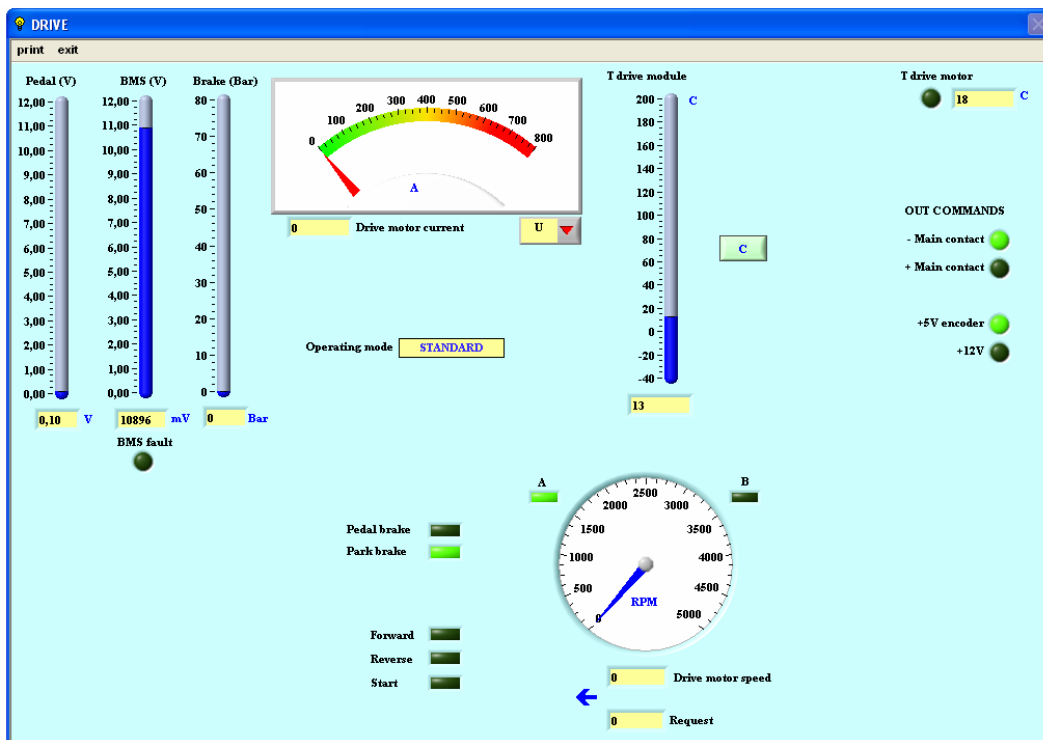 DRIVE
print exit
Pedal (V) BMS (V) Brake (Bar)
12,00 11,00 10,00 9,00 8,00 7,00 6,00 5,00 4,00 3,00 2,00 1,00 0,00
12,00 11,00 10,00 9,00 8,00 7,00 6,00 5,00 4,00 3,00 2,00 1,00 0,00
80 70 60 50 40 30 20 10 0
0,10 V 10896 mV 0 Bar
BMS fault
0 100 200 300 400 500 600 700 800
A
0 Drive motor current U
Operating mode STANDARD
T drive module
C
200 180 160 140 120 100 80 60 40 20 0 -20 -40
13
C
T drive motor
18 C
OUT COMMANDS
- Main contact
+ Main contact
+5V encoder
+12V
Pedal brake
Park brake
Forward
Reverse
Start
A B
0 500 1000 1500 2000 2500 3000 3500 4000 4500 5000
RPM
0 Drive motor speed
0 Request